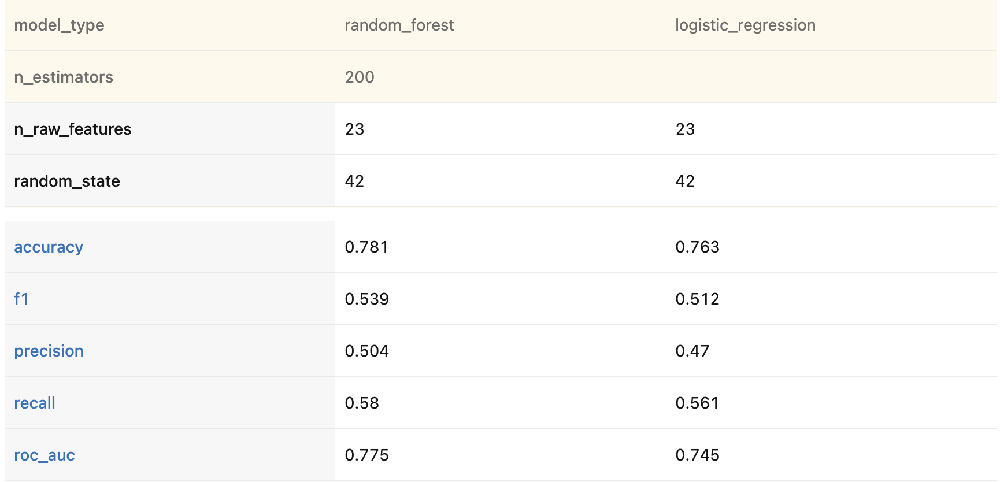 model_type random_forest logistic_regression
n_estimators 200
n_raw_features 23 23
random_state 42 42
accuracy 0.781 0.763
f1 0.539 0.512
precision 0.504 0.47
recall 0.58 0.561
roc_auc 0.775 0.745